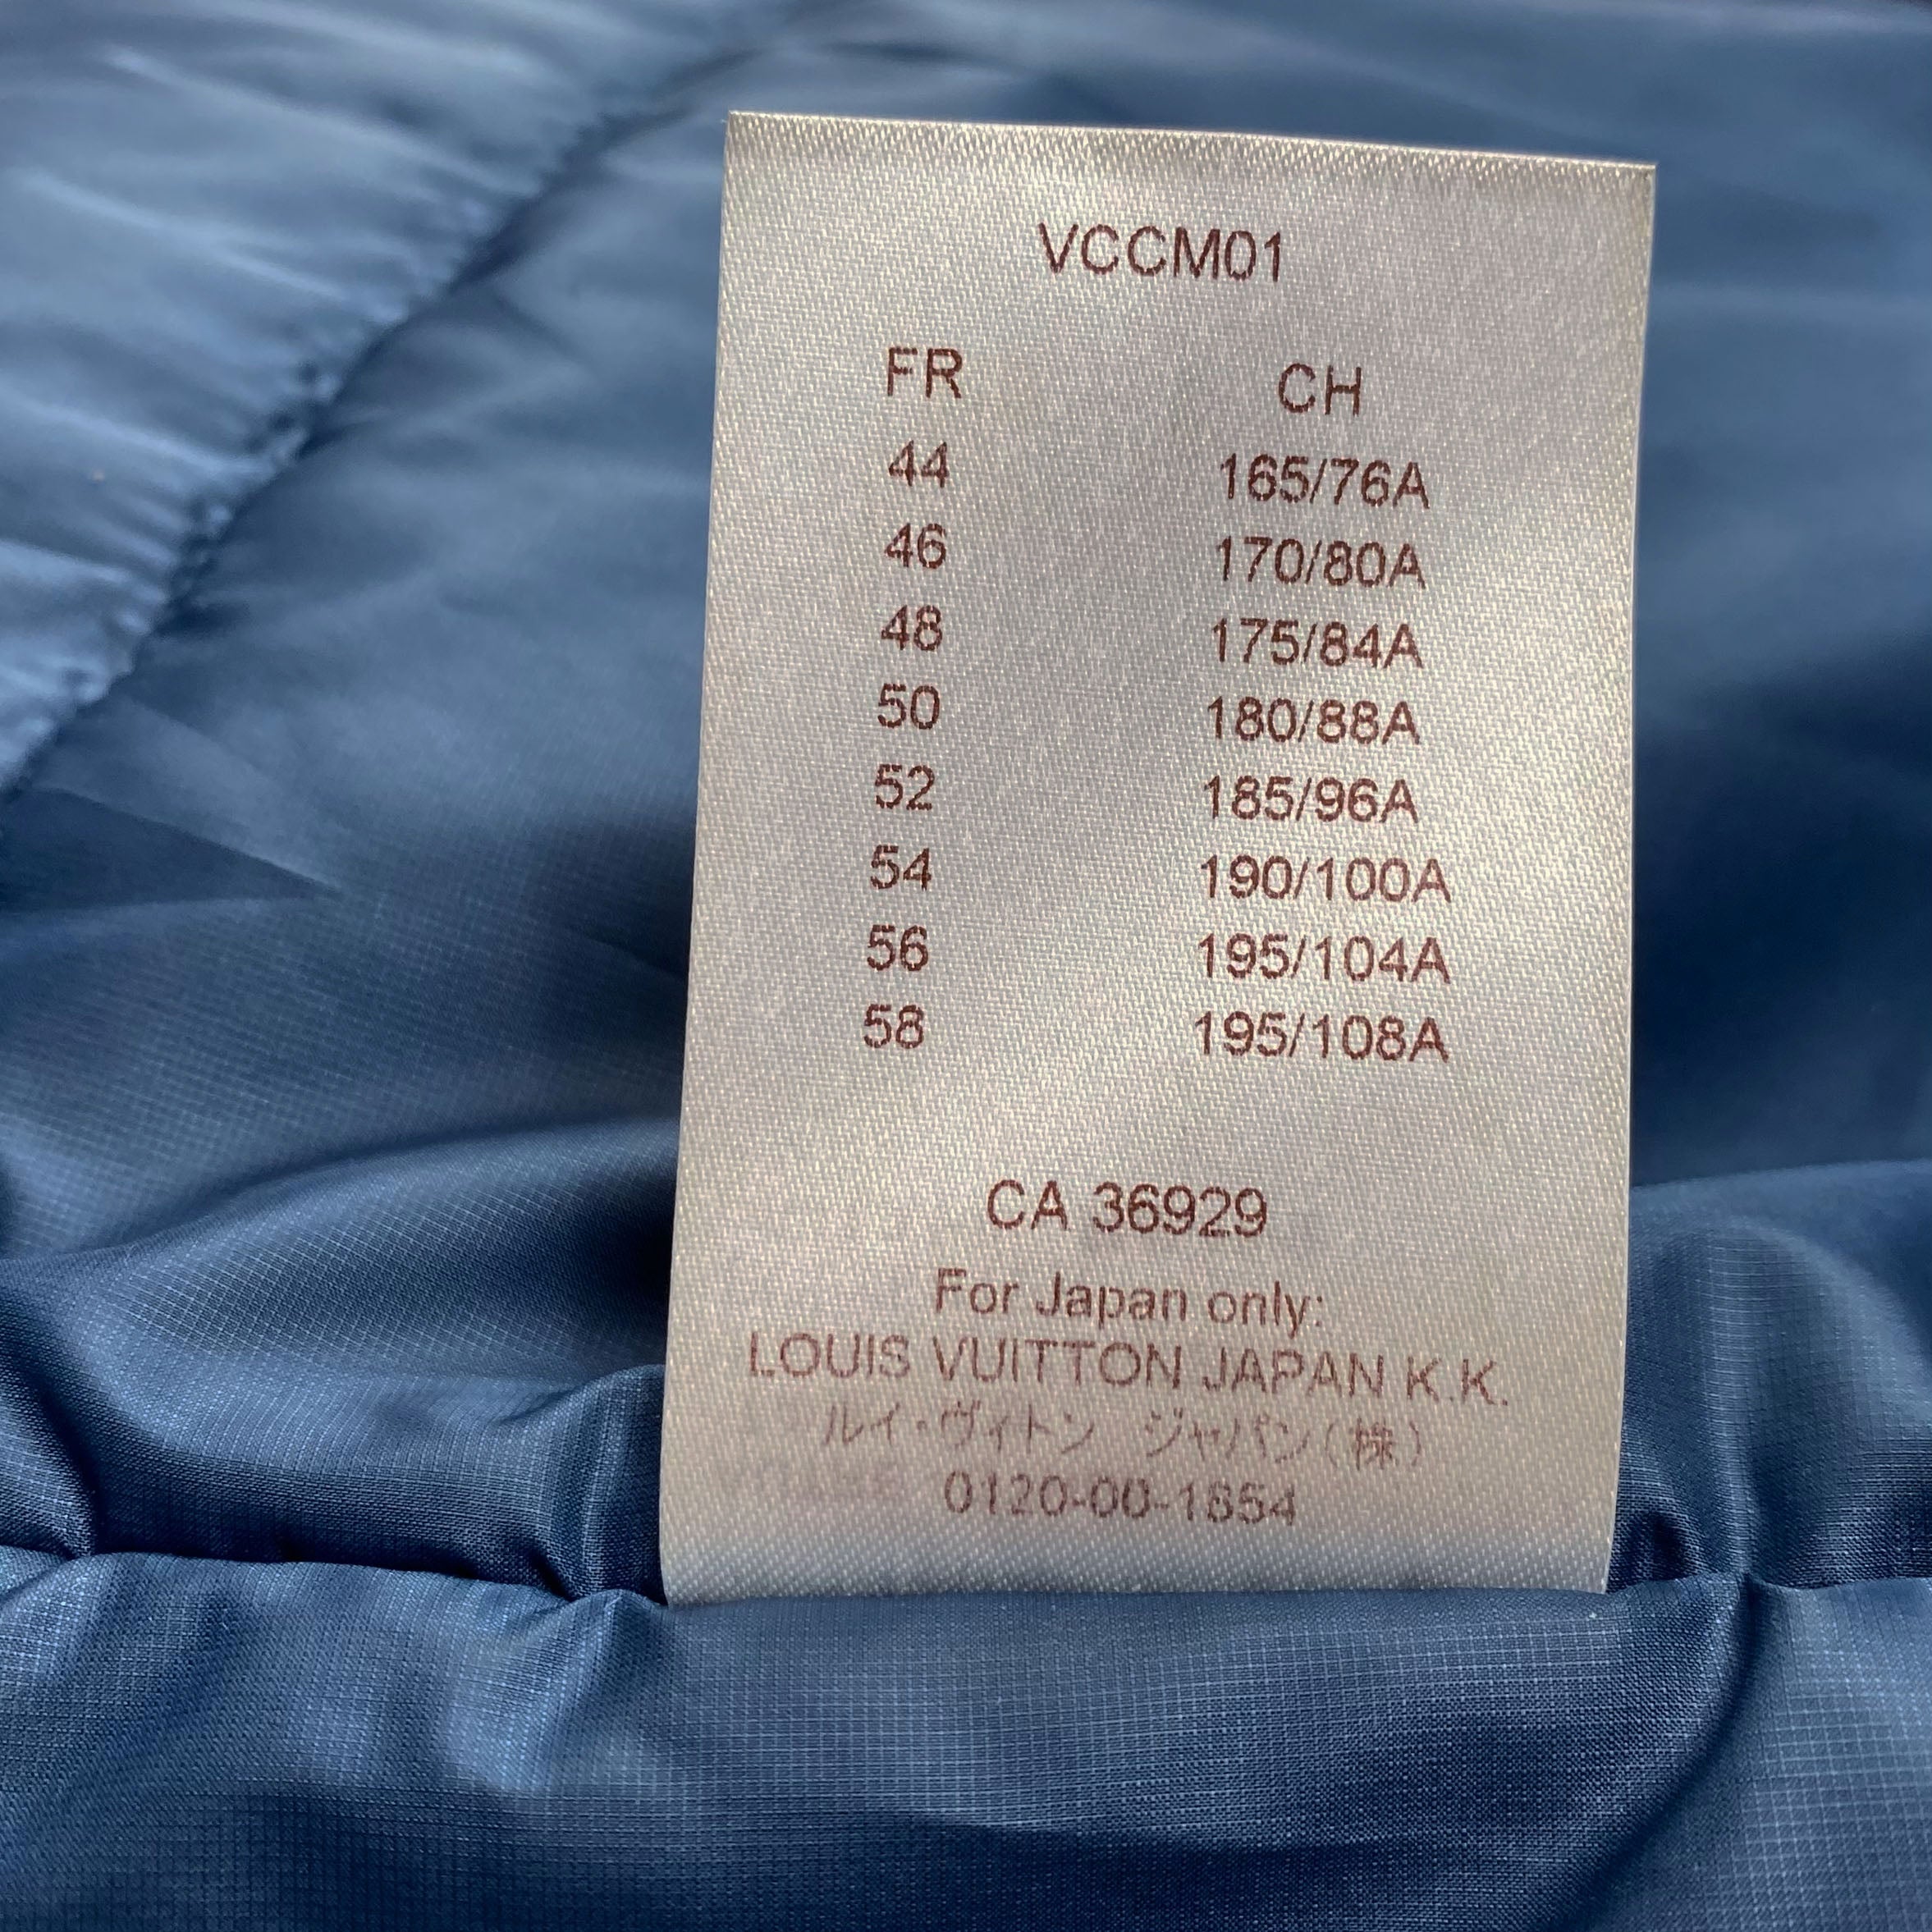 VCCM01
FR CH
44 165/76A
46 170/80A
48 175/84A
50 180/88A
52 185/96A
54 190/100A
56 195/104A
58 195/108A
CA 36929
For Japan only:
LOUIS VUITTON JAPAN K.K.
ルイ・ヴィトン ジャパン(株)
0120-00-1854